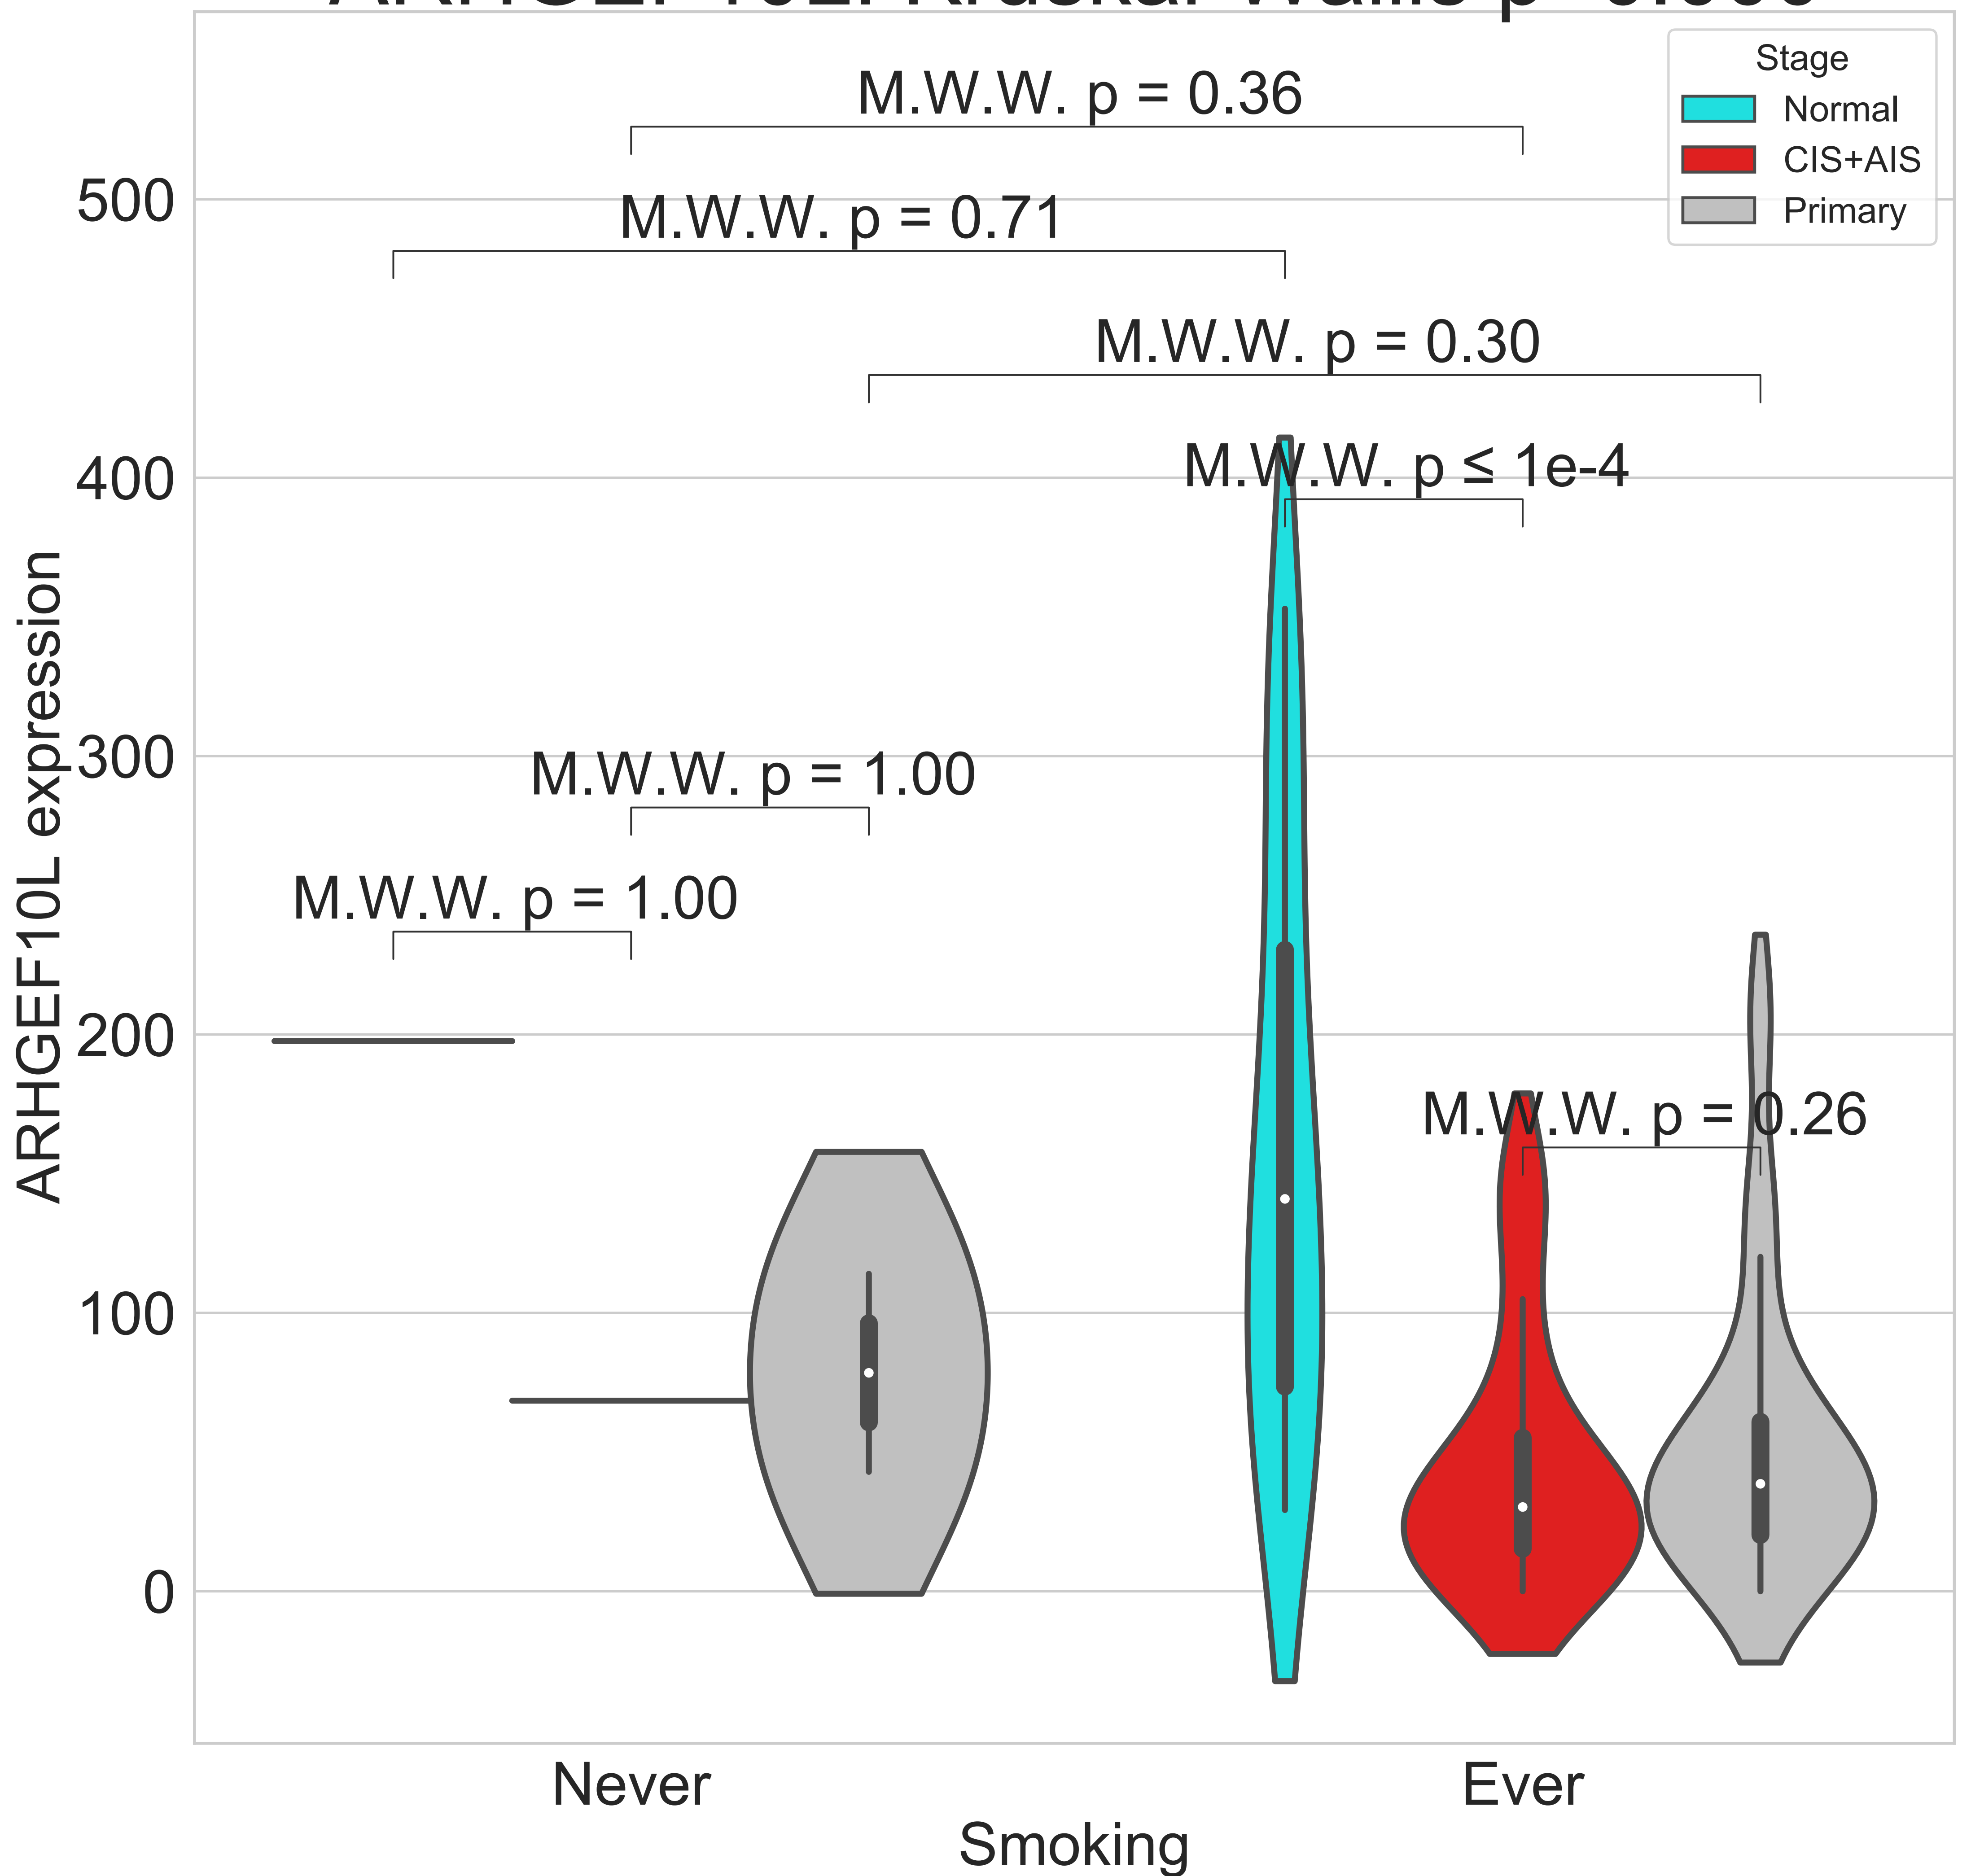 Stage
Normal
CIS+AIS
Primary
M.W.W. p = 0.36
M.W.W. p = 0.71
M.W.W. p = 0.30
M.W.W. p ≤ 1e-4
M.W.W. p = 1.00
M.W.W. p = 1.00
M.W.W. p = 0.26
500
400
300
200
100
0
ARHGEF10L expression
Never
Ever
Smoking